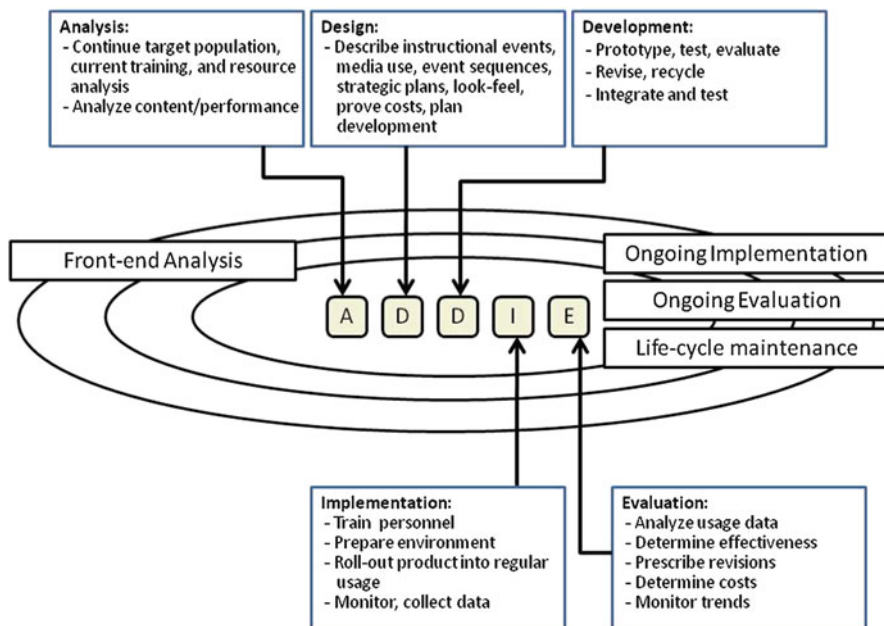 Analysis:
- Continue target population,
current training, and resource
analysis
- Analyze content/performance
Design:
- Describe instructional events,
media use, event sequences,
strategic plans, look-feel,
prove costs, plan
development
Development:
- Prototype, test, evaluate
- Revise, recycle
- Integrate and test
Front-end Analysis
Ongoing Implementation
Ongoing Evaluation
Life-cycle maintenance
A D D I E
Implementation:
- Train personnel
- Prepare environment
- Roll-out product into regular
usage
- Monitor, collect data
Evaluation:
- Analyze usage data
- Determine effectiveness
- Prescribe revisions
- Determine costs
- Monitor trends